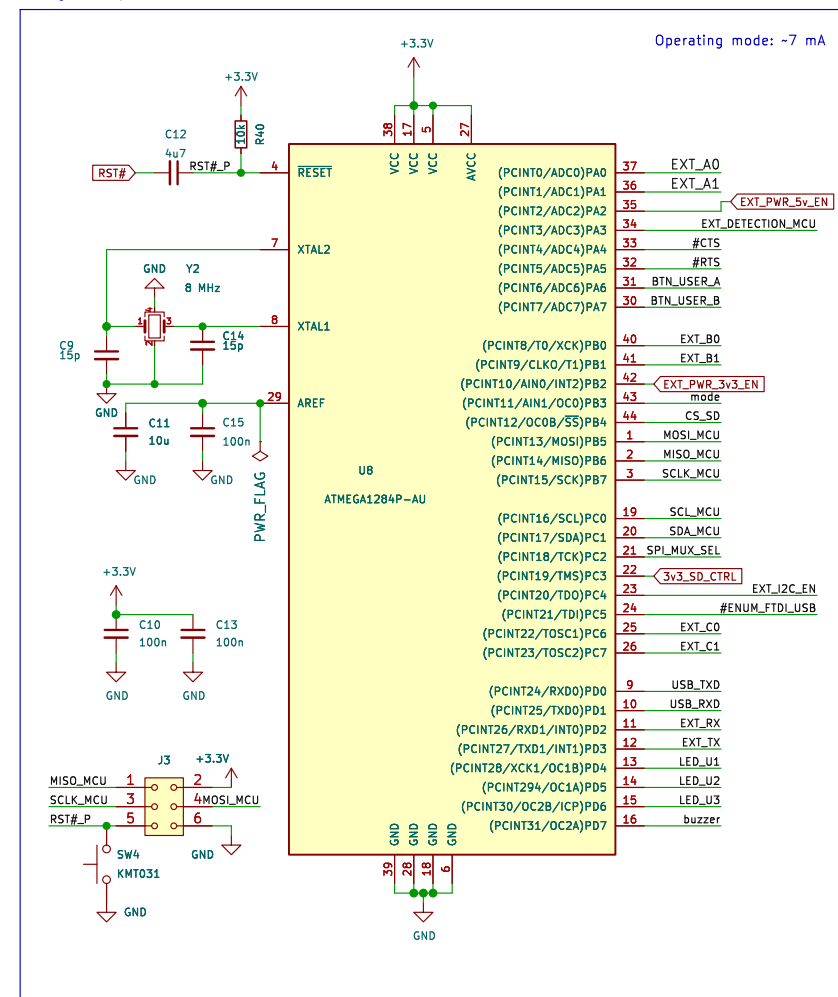 Operating mode: ~7 mA
+3.3V
+3.3V
C12
4u7
10k
R40
RST#
RST#_P
4
RESET
38
17
5
27
VCC
VCC
VCC
AVCC
7
XTAL2
GND
Y2
8 MHz
4
1
3
2
8
XTAL1
C9
15p
C14
15p
GND
29
AREF
C11
10u
C15
100n
GND
GND
PWR_FLAG
U8
ATMEGA1284P-AU
(PCINT0/ADC0)PA0 37 EXT_A0
(PCINT1/ADC1)PA1 36 EXT_A1
(PCINT2/ADC2)PA2 35 EXT_PWR_5v_EN
(PCINT3/ADC3)PA3 34 EXT_DETECTION_MCU
(PCINT4/ADC4)PA4 33 #CTS
(PCINT5/ADC5)PA5 32 #RTS
(PCINT6/ADC6)PA6 31 BTN_USER_A
(PCINT7/ADC7)PA7 30 BTN_USER_B
(PCINT8/T0/XCK)PB0 40 EXT_B0
(PCINT9/CLKO/T1)PB1 41 EXT_B1
(PCINT10/AIN0/INT2)PB2 42 EXT_PWR_3v3_EN
(PCINT11/AIN1/OC0)PB3 43 mode
(PCINT12/OC0B/SS)PB4 44 CS_SD
(PCINT13/MOSI)PB5 1 MOSI_MCU
(PCINT14/MISO)PB6 2 MISO_MCU
(PCINT15/SCK)PB7 3 SCLK_MCU
(PCINT16/SCL)PC0 19 SCL_MCU
(PCINT17/SDA)PC1 20 SDA_MCU
(PCINT18/TCK)PC2 21 SPI_MUX_SEL
(PCINT19/TMS)PC3 22 3v3_SD_CTRL
(PCINT20/TDO)PC4 23 EXT_I2C_EN
(PCINT21/TDI)PC5 24 #ENUM_FTDI_USB
(PCINT22/TOSC1)PC6 25 EXT_C0
(PCINT23/TOSC2)PC7 26 EXT_C1
(PCINT24/RXD0)PD0 9 USB_TXD
(PCINT25/TXD0)PD1 10 USB_RXD
(PCINT26/RXD1/INT0)PD2 11 EXT_RX
(PCINT27/TXD1/INT1)PD3 12 EXT_TX
(PCINT28/XCK1/OC1B)PD4 13 LED_U1
(PCINT294/OC1A)PD5 14 LED_U2
(PCINT30/OC2B/ICP)PD6 15 LED_U3
(PCINT31/OC2A)PD7 16 buzzer
+3.3V
C10
100n
C13
100n
GND
GND
J3
+3.3V
MISO_MCU 1 2
SCLK_MCU 3 4 MOSI_MCU
RST#_P 5 6
GND
SW4
KMT031
GND
GND
GND
GND
GND
39
28
18
6
GND